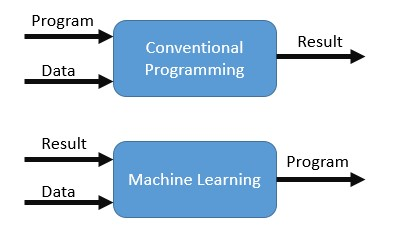 Program
Data
Conventional
Programming
Result
Result
Data
Machine Learning
Program